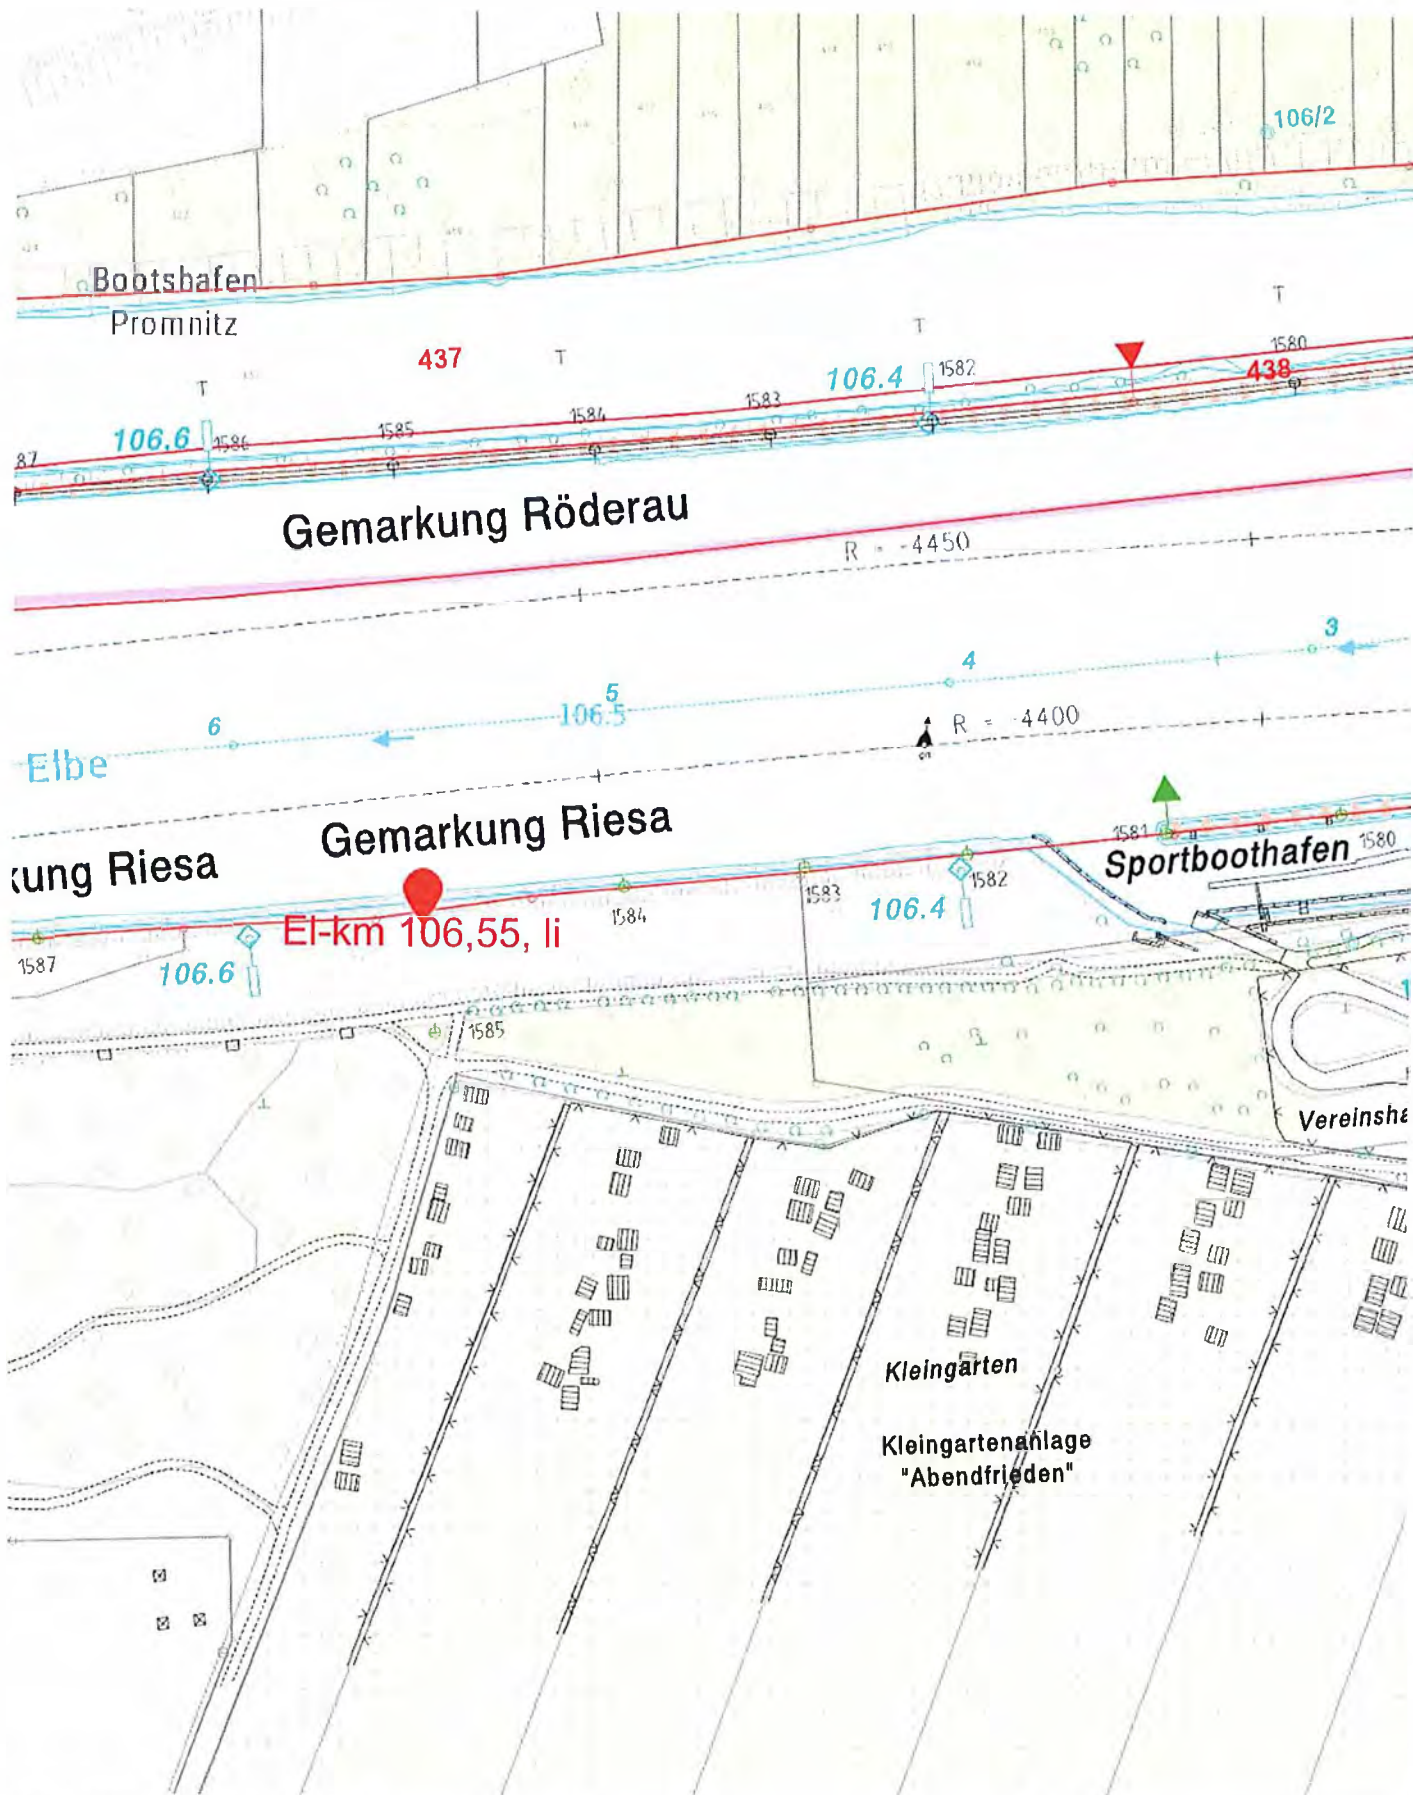 106/2
Bootshafen
Promnitz
T
T
T
T
437
1580
438
106.4
1582
1583
1584
1585
106.6
1586
87
Gemarkung Röderau
R = -4450
3
4
5
106.5
6
Elbe
R = -4400
Gemarkung Riesa
kung Riesa
1581
Sportboothafen
1580
1582
1583
106.4
1584
El-km 106,55, li
1587
106.6
1585
1
Vereinsha
Kleingärten
Kleingartenanlage
"Abendfrieden"